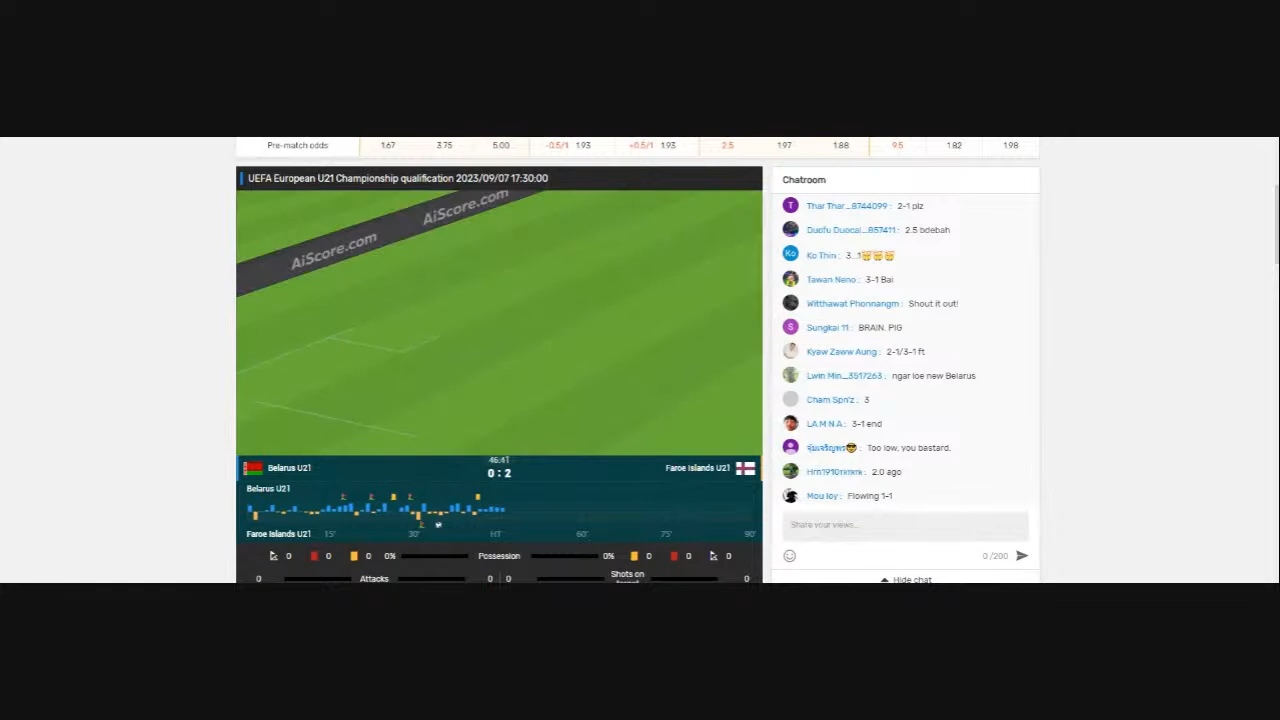 Pre-match odds 1.67 3.75 5.00 -0.5/1 1.93 +0.5/1 1.93 2.5 1.97 1.88 9.5 1.82 1.98
UEFA European U21 Championship qualification 2023/09/07 17:30:00
AiScore.com AiScore.com
46:41
Belarus U21 0 : 2 Faroe Islands U21
Belarus U21
Faroe Islands U21 15' 30' HT 60' 75' 90'
0 0 0 0% Possession 0% 0 0 0
0 Attacks 0 0 Shots on 0
Chatroom
Thar Thar_8744099 : 2-1 plz
Duofu Duocai_857411 : 2.5 bdebah
Ko Ko Thin : 3...1
Tawan Neno : 3-1 Bai
Witthawat Phonnangm : Shout it out!
S Sungkai 11 : BRAIN. PIG
Kyaw Zaww Aung : 2-1/3-1 ft
Lwin Min_3517263 : ngar loe new Belarus
Cham Spn'z : 3
LA M N A : 3-1 end
Too low, you bastard.
2.0 ago
Mou loy : Flowing 1-1
Share your views...
0 /200
Hide chat